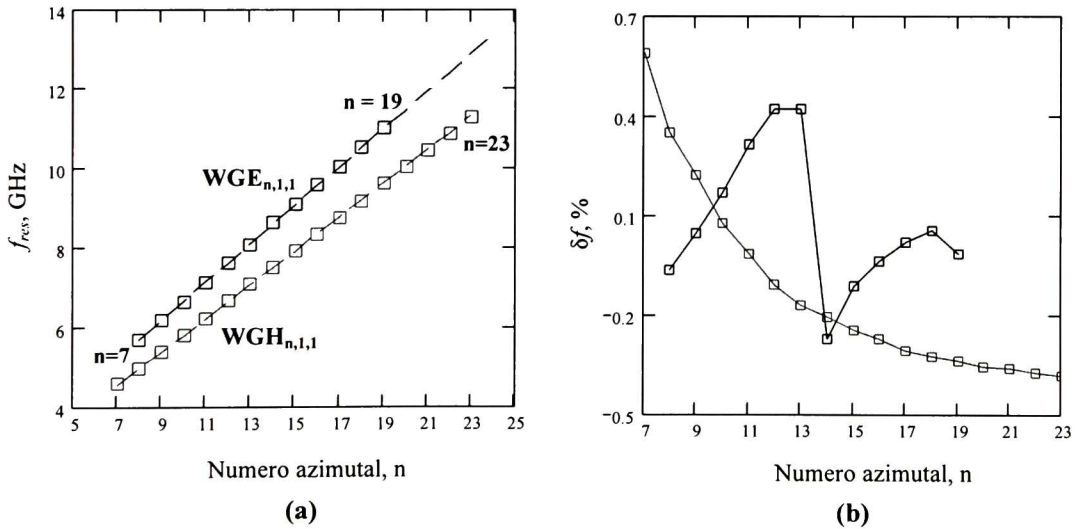 14
12
10
8
6
4
f_res, GHz
n = 19
n=23
WGE_n,1,1
WGH_n,1,1
n=7
5 7 9 11 13 15 17 19 21 23 25
Numero azimutal, n
(a)
0.7
0.4
0.1
−0.2
−0.5
δf, %
7 9 11 13 15 17 19 21 23
Numero azimutal, n
(b)